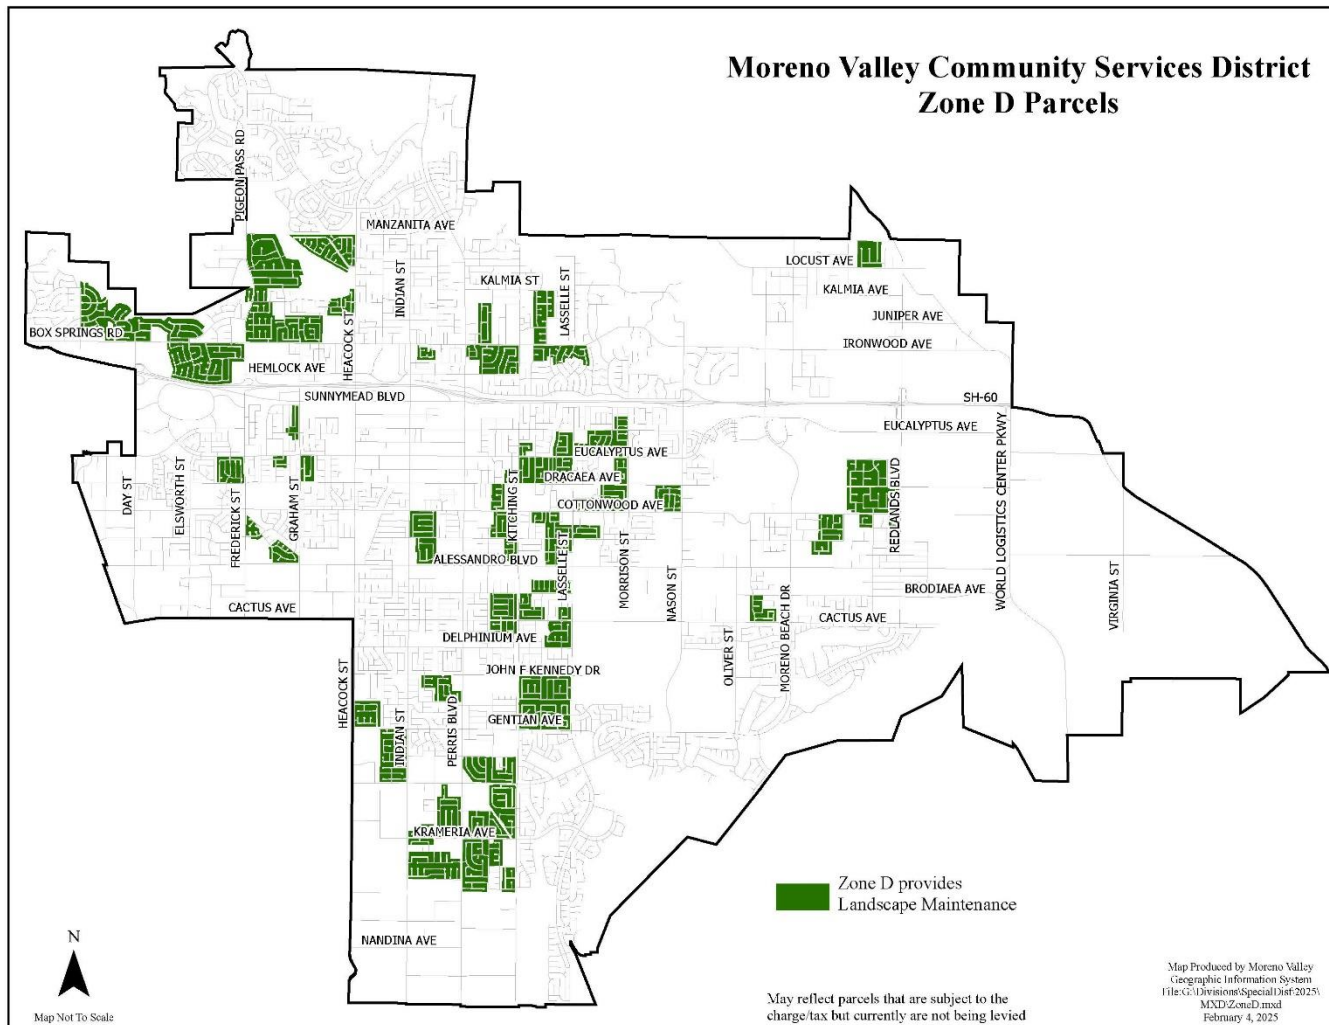 Moreno Valley Community Services District
Zone D Parcels
PIGEON PASS RD
MANZANITA AVE
LOCUST AVE
INDIAN ST
KALMIA ST
LASSELLE ST
KALMIA AVE
JUNIPER AVE
BOX SPRINGS RD
HEACOCK ST
IRONWOOD AVE
HEMLOCK AVE
SUNNYMEAD BLVD
SH-60
EUCALYPTUS AVE
WORLD LOGISTICS CENTER PKWY
EUCALYPTUS AVE
DAY ST
ELSWORTH ST
FREDERICK ST
GRAHAM ST
KITCHING ST
DRACAEA AVE
COTTONWOOD AVE
REDLANDS BLVD
ALESSANDRO BLVD
LASSELLE ST
MORRISON ST
NASON ST
BRODIAEA AVE
VIRGINIA ST
CACTUS AVE
MORENO BEACH DR
CACTUS AVE
DELPHINIUM AVE
OLIVER ST
JOHN F KENNEDY DR
HEACOCK ST
INDIAN ST
PERRIS BLVD
GENTIAN AVE
KRAMERIA AVE
Zone D provides
Landscape Maintenance
NANDINA AVE
N
Map Not To Scale
May reflect parcels that are subject to the
charge/tax but currently are not being levied
Map Produced by Moreno Valley
Geographic Information System
File:G:\Divisions\SpecialDist\2025\
MXD\ZoneD.mxd
February 4, 2025